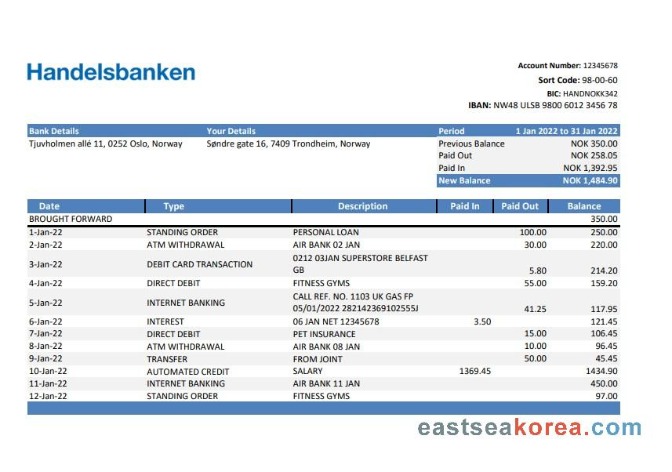 Handelsbanken
Account Number: 12345678
Sort Code: 98-00-60
BIC: HANDNOKK342
IBAN: NW48 ULSB 9800 6012 3456 78
Bank Details Your Details Period 1 Jan 2022 to 31 Jan 2022
Tjuvholmen allé 11, 0252 Oslo, Norway Søndre gate 16, 7409 Trondheim, Norway Previous Balance NOK 350.00
Paid Out NOK 258.05
Paid In NOK 1,392.95
New Balance NOK 1,484.90
Date Type Description Paid In Paid Out Balance
BROUGHT FORWARD 350.00
1-Jan-22 STANDING ORDER PERSONAL LOAN 100.00 250.00
2-Jan-22 ATM WITHDRAWAL AIR BANK 02 JAN 30.00 220.00
3-Jan-22 DEBIT CARD TRANSACTION 0212 03JAN SUPERSTORE BELFAST
GB 5.80 214.20
4-Jan-22 DIRECT DEBIT FITNESS GYMS 55.00 159.20
5-Jan-22 INTERNET BANKING CALL REF. NO. 1103 UK GAS FP
05/01/2022 282142369102555J 41.25 117.95
6-Jan-22 INTEREST 06 JAN NET 12345678 3.50 121.45
7-Jan-22 DIRECT DEBIT PET INSURANCE 15.00 106.45
8-Jan-22 ATM WITHDRAWAL AIR BANK 08 JAN 10.00 96.45
9-Jan-22 TRANSFER FROM JOINT 50.00 45.45
10-Jan-22 AUTOMATED CREDIT SALARY 1369.45 1434.90
11-Jan-22 INTERNET BANKING AIR BANK 11 JAN 450.00
12-Jan-22 STANDING ORDER FITNESS GYMS 97.00
eastseakorea.com